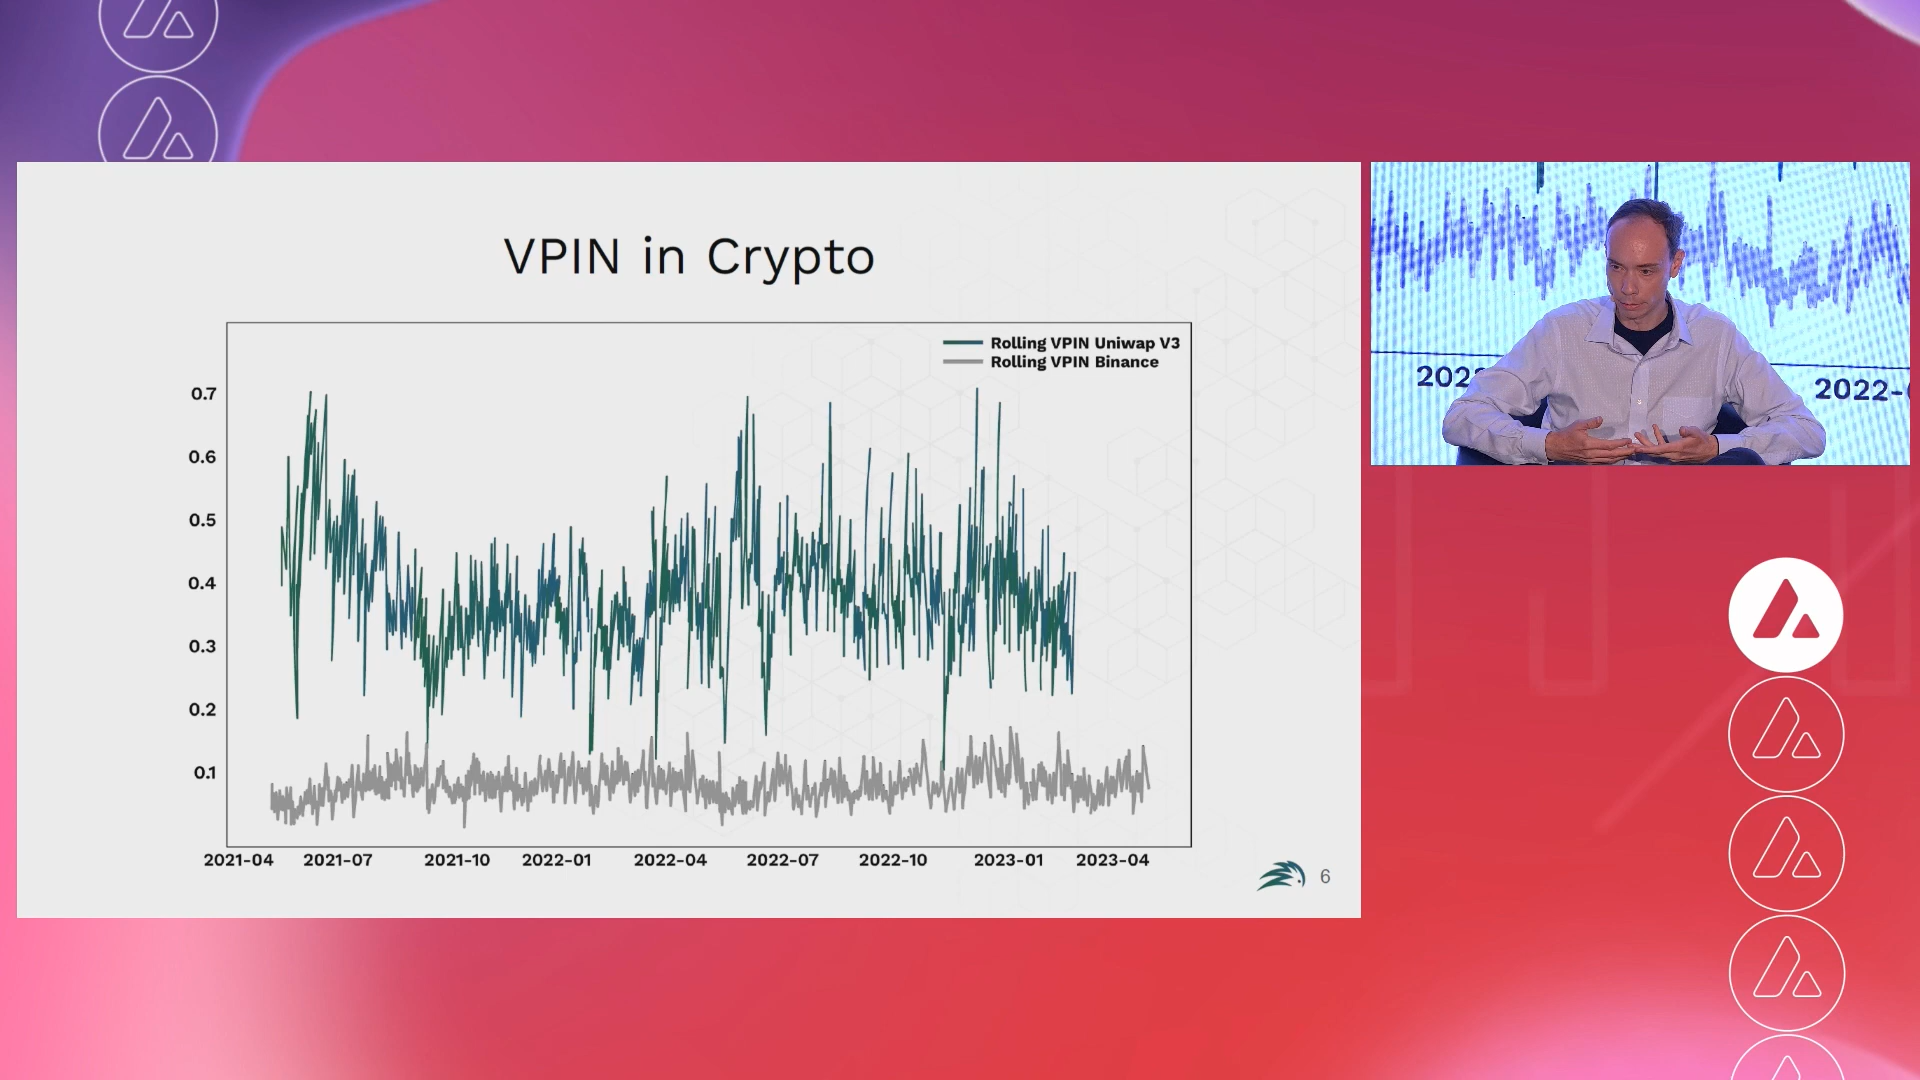 VPIN in Crypto
Rolling VPIN Uniwap V3
Rolling VPIN Binance
0.7
0.6
0.5
0.4
0.3
0.2
0.1
2021-04 2021-07 2021-10 2022-01 2022-04 2022-07 2022-10 2023-01 2023-04
6
202
2022-